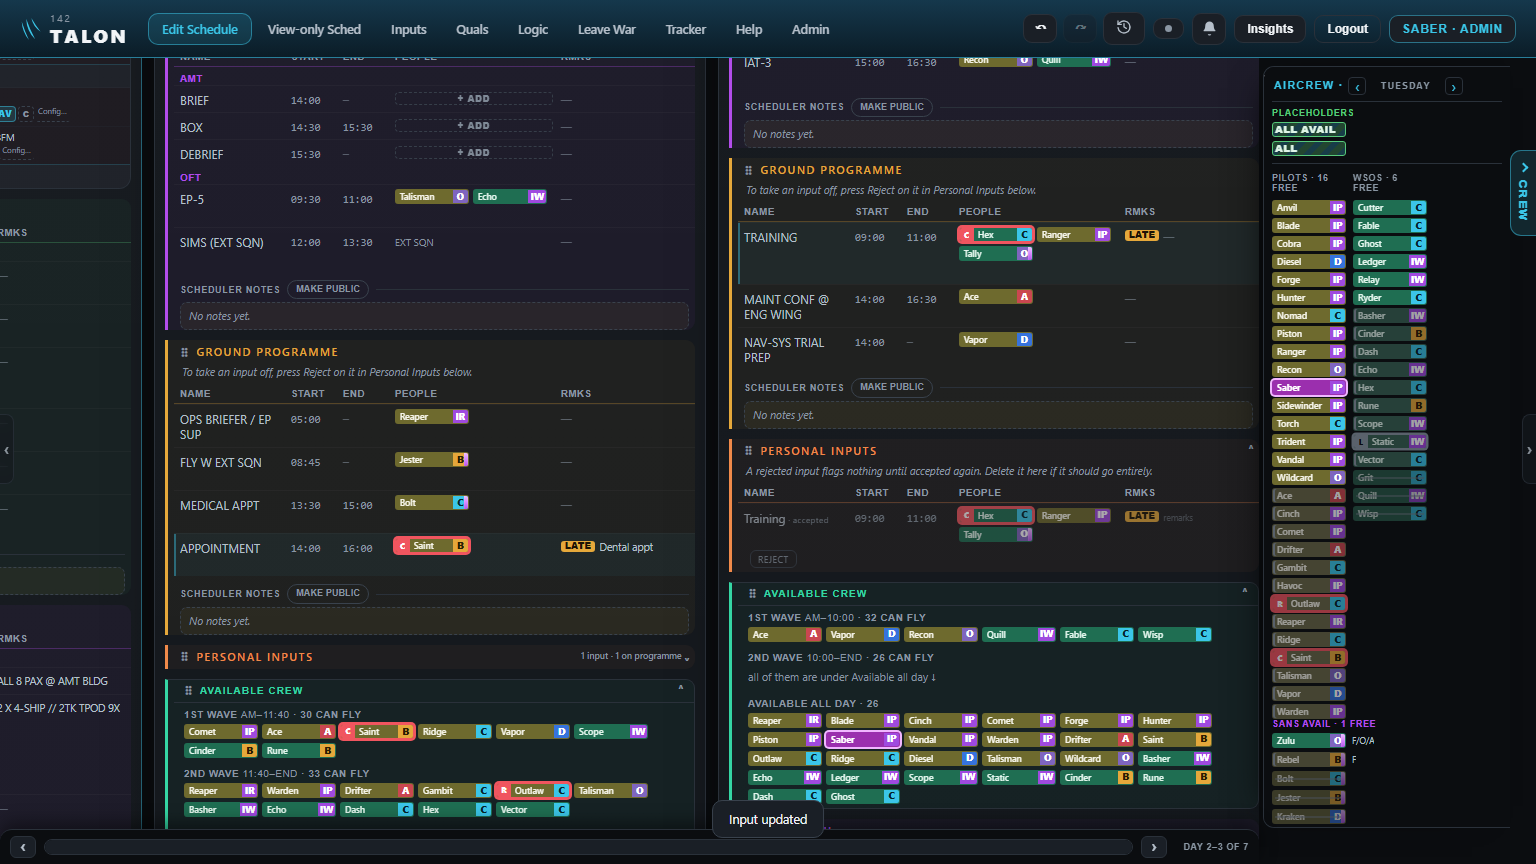 142
TALON
Edit Schedule
View-only Sched
Inputs
Quals
Logic
Leave War
Tracker
Help
Admin
Insights
Logout
SABER · ADMIN
AV C Config...
Config...
RMKS
RMKS
ALL 8 PAX @ AMT BLDG
2 X 4-SHIP // 2TK TPOD 9X
NAME START END PEOPLE RMKS
AMT
BRIEF 14:00 — + ADD —
BOX 14:30 15:30 + ADD —
DEBRIEF 15:30 — + ADD —
OFT
EP-5 09:30 11:00 Talisman O Echo IW —
SIMS (EXT SQN) 12:00 13:30 EXT SQN —
SCHEDULER NOTES MAKE PUBLIC
No notes yet.
GROUND PROGRAMME
To take an input off, press Reject on it in Personal Inputs below.
NAME START END PEOPLE RMKS
OPS BRIEFER / EP SUP 05:00 — Reaper IR —
FLY W EXT SQN 08:45 — Jester B —
MEDICAL APPT 13:30 15:00 Bolt C —
APPOINTMENT 14:00 16:00 C Saint B LATE Dental appt
SCHEDULER NOTES MAKE PUBLIC
No notes yet.
PERSONAL INPUTS 1 input · 1 on programme
AVAILABLE CREW
1ST WAVE AM–11:40 · 30 CAN FLY
Comet IP Ace A C Saint B Ridge C Vapor D Scope IW
Cinder B Rune B
2ND WAVE 11:40–END · 33 CAN FLY
Reaper IR Warden IP Drifter A Gambit C R Outlaw C Talisman O
Basher IW Echo IW Dash C Hex C Vector C
IAT-3 15:00 16:30 Recon O Quill IW —
SCHEDULER NOTES MAKE PUBLIC
No notes yet.
GROUND PROGRAMME
To take an input off, press Reject on it in Personal Inputs below.
NAME START END PEOPLE RMKS
TRAINING 09:00 11:00 C Hex C Ranger IP LATE —
Tally O
MAINT CONF @ ENG WING 14:00 16:30 Ace A —
NAV-SYS TRIAL PREP 14:00 — Vapor D —
SCHEDULER NOTES MAKE PUBLIC
No notes yet.
PERSONAL INPUTS
A rejected input flags nothing until accepted again. Delete it here if it should go entirely.
NAME START END PEOPLE RMKS
Training · accepted 09:00 11:00 C Hex C Ranger IP LATE remarks
Tally O
REJECT
AVAILABLE CREW
1ST WAVE AM–10:00 · 32 CAN FLY
Ace A Vapor D Recon O Quill IW Fable C Wisp C
2ND WAVE 10:00–END · 26 CAN FLY
all of them are under Available all day ↓
AVAILABLE ALL DAY · 26
Reaper IR Blade IP Cinch IP Comet IP Forge IP Hunter IP
Piston IP Saber IP Vandal IP Warden IP Drifter A Saint B
Outlaw C Ridge C Diesel D Talisman O Wildcard O Basher IW
Echo IW Ledger IW Scope IW Static IW Cinder B Rune B
Dash C Ghost C
Input updated
AIRCREW · ‹ TUESDAY ›
PLACEHOLDERS
ALL AVAIL
ALL
PILOTS · 16 FREE
Anvil IP
Blade IP
Cobra IP
Diesel D
Forge IP
Hunter IP
Nomad C
Piston IP
Ranger IP
Recon O
Saber IP
Sidewinder IP
Torch C
Trident IP
Vandal IP
Wildcard O
Ace A
Cinch IP
Comet IP
Drifter A
Gambit C
Havoc IP
R Outlaw C
Reaper IR
Ridge C
C Saint B
Talisman O
Vapor D
Warden IP
WSOS · 6 FREE
Cutter C
Fable C
Ghost C
Ledger IW
Relay IW
Ryder C
Basher IW
Cinder B
Dash C
Echo IW
Hex C
Rune B
Scope IW
L Static IW
Vector C
Grit C
Quill IW
Wisp C
SANS AVAIL · 1 FREE
Zulu O F/O/A
Rebel B F
Bolt C
Jester B
Kraken D
CREW
DAY 2–3 OF 7